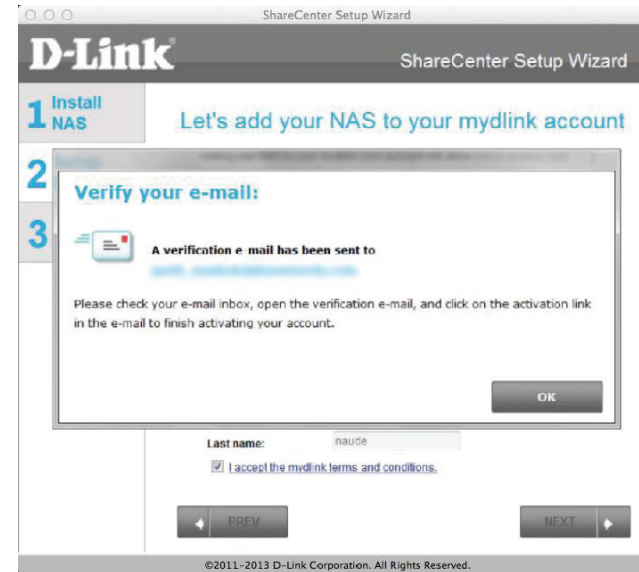 ShareCenter Setup Wizard
D-Link
ShareCenter Setup Wizard
1 Install
NAS
Let's add your NAS to your mydlink account
2
3
Verify your e-mail:
A verification e-mail has been sent to
Please check your e-mail inbox, open the verification e-mail, and click on the activation link
in the e-mail to finish activating your account.
OK
Last name:
naude
I accept the mydlink terms and conditions.
PREV
NEXT
©2011-2013 D-Link Corporation. All Rights Reserved.